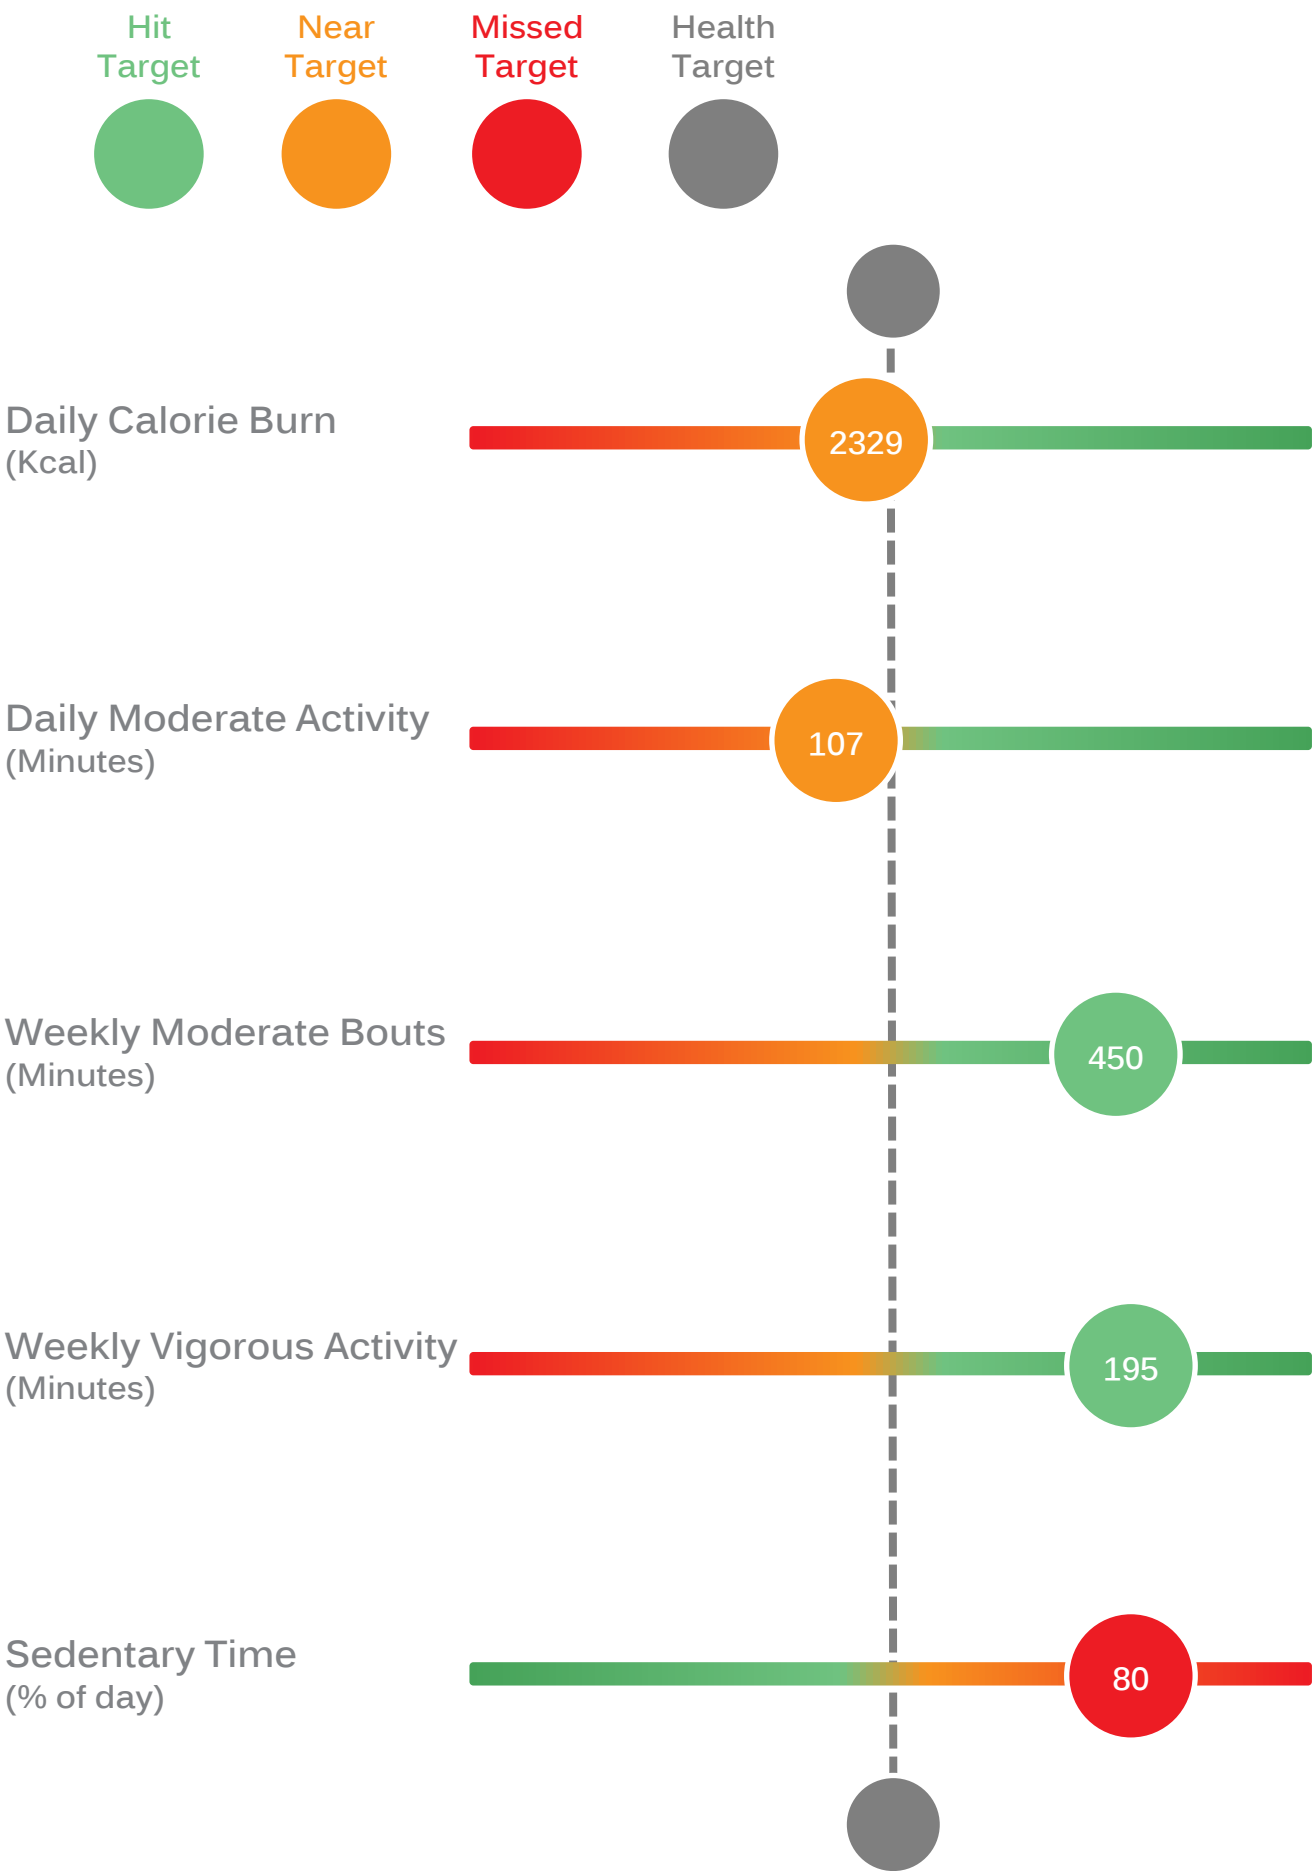 Hit
Target
Near
Target
Missed
Target
Health
Target
Daily Calorie Burn
(Kcal)
2329
Daily Moderate Activity
(Minutes)
107
Weekly Moderate Bouts
(Minutes)
450
Weekly Vigorous Activity
(Minutes)
195
Sedentary Time
(% of day)
80